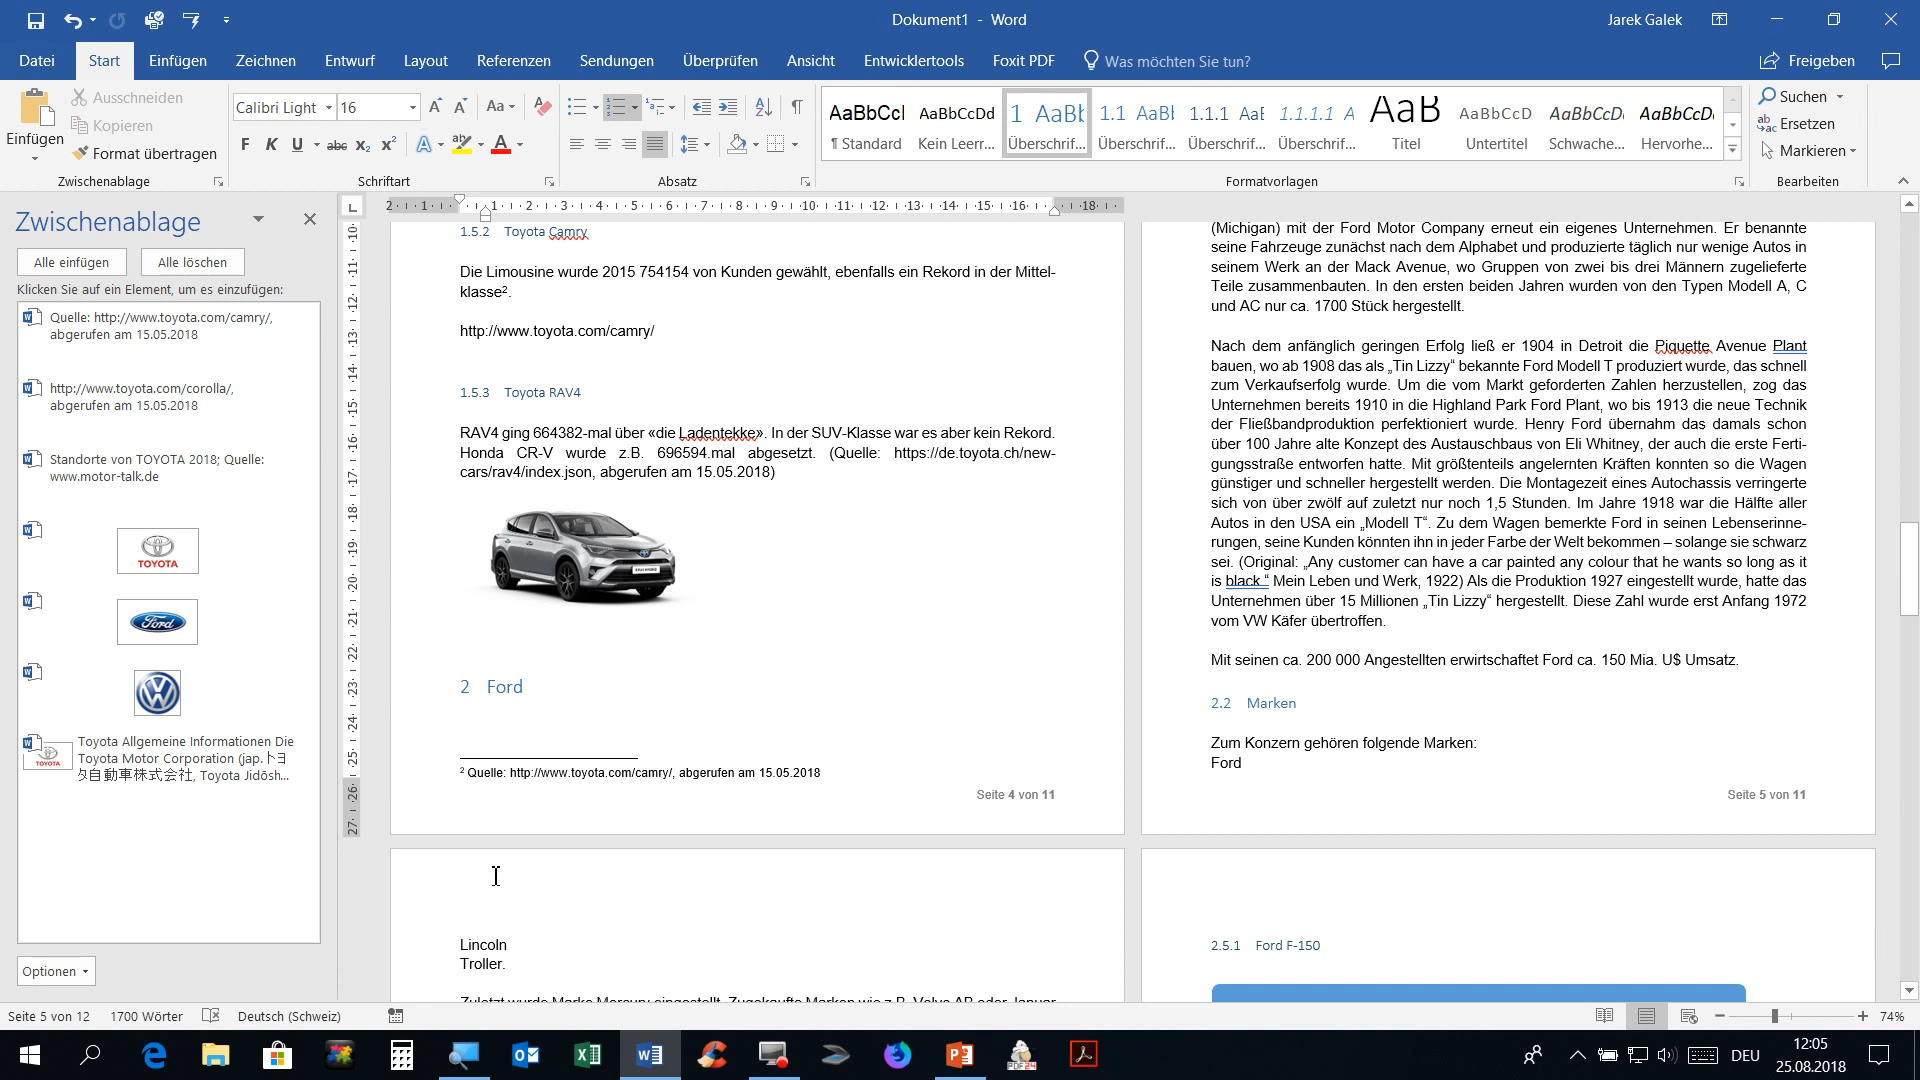 Dokument1 - Word
Jarek Galek
Datei
Start
Einfügen
Zeichnen
Entwurf
Layout
Referenzen
Sendungen
Überprüfen
Ansicht
Entwicklertools
Foxit PDF
Was möchten Sie tun?
Freigeben
Einfügen
Ausschneiden
Kopieren
Format übertragen
Zwischenablage
Calibri Light
16
Aa
F K U abc x₂ x²
Schriftart
Absatz
AaBbCcI
¶ Standard
AaBbCcDd
Kein Leerr...
1 AaBb
Überschrif...
1.1 AaBl
Überschrif...
1.1.1 AaE
Überschrif...
1.1.1.1 A
Überschrif...
AaB
Titel
AaBbCcD
Untertitel
AaBbCcD
Schwache...
AaBbCcD
Hervorhe...
Formatvorlagen
Suchen
Ersetzen
Markieren
Bearbeiten
Zwischenablage
Alle einfügen
Alle löschen
Klicken Sie auf ein Element, um es einzufügen:
Quelle: http://www.toyota.com/camry/,
abgerufen am 15.05.2018
http://www.toyota.com/corolla/,
abgerufen am 15.05.2018
Standorte von TOYOTA 2018; Quelle:
www.motor-talk.de
TOYOTA
Ford
TOYOTA
Toyota Allgemeine Informationen Die
Toyota Motor Corporation (jap. トヨ
タ自動車株式会社, Toyota Jidōsh...
Optionen
1.5.2 Toyota Camry
Die Limousine wurde 2015 754154 von Kunden gewählt, ebenfalls ein Rekord in der Mittel-
klasse².
http://www.toyota.com/camry/
1.5.3 Toyota RAV4
RAV4 ging 664382-mal über «die Ladentekke». In der SUV-Klasse war es aber kein Rekord.
Honda CR-V wurde z.B. 696594.mal abgesetzt. (Quelle: https://de.toyota.ch/new-
cars/rav4/index.json, abgerufen am 15.05.2018)
2 Ford
² Quelle: http://www.toyota.com/camry/, abgerufen am 15.05.2018
Seite 4 von 11
(Michigan) mit der Ford Motor Company erneut ein eigenes Unternehmen. Er benannte
seine Fahrzeuge zunächst nach dem Alphabet und produzierte täglich nur wenige Autos in
seinem Werk an der Mack Avenue, wo Gruppen von zwei bis drei Männern zugelieferte
Teile zusammenbauten. In den ersten beiden Jahren wurden von den Typen Modell A, C
und AC nur ca. 1700 Stück hergestellt.
Nach dem anfänglich geringen Erfolg ließ er 1904 in Detroit die Piquette Avenue Plant
bauen, wo ab 1908 das als „Tin Lizzy“ bekannte Ford Modell T produziert wurde, das schnell
zum Verkaufserfolg wurde. Um die vom Markt geforderten Zahlen herzustellen, zog das
Unternehmen bereits 1910 in die Highland Park Ford Plant, wo bis 1913 die neue Technik
der Fließbandproduktion perfektioniert wurde. Henry Ford übernahm das damals schon
über 100 Jahre alte Konzept des Austauschbaus von Eli Whitney, der auch die erste Ferti-
gungsstraße entworfen hatte. Mit größtenteils angelernten Kräften konnten so die Wagen
günstiger und schneller hergestellt werden. Die Montagezeit eines Autochassis verringerte
sich von über zwölf auf zuletzt nur noch 1,5 Stunden. Im Jahre 1918 war die Hälfte aller
Autos in den USA ein „Modell T“. Zu dem Wagen bemerkte Ford in seinen Lebenserinne-
rungen, seine Kunden könnten ihn in jeder Farbe der Welt bekommen – solange sie schwarz
sei. (Original: „Any customer can have a car painted any colour that he wants so long as it
is black.“ Mein Leben und Werk, 1922) Als die Produktion 1927 eingestellt wurde, hatte das
Unternehmen über 15 Millionen „Tin Lizzy“ hergestellt. Diese Zahl wurde erst Anfang 1972
vom VW Käfer übertroffen.
Mit seinen ca. 200 000 Angestellten erwirtschaftet Ford ca. 150 Mia. U$ Umsatz.
2.2 Marken
Zum Konzern gehören folgende Marken:
Ford
Seite 5 von 11
Lincoln
Troller.
Zuletzt wurde Marke Mercury eingestellt. Zugekaufte Marken wie z.B. Volvo AB oder Januar
2.5.1 Ford F-150
Seite 5 von 12
1700 Wörter
Deutsch (Schweiz)
74%
DEU
12:05
25.08.2018